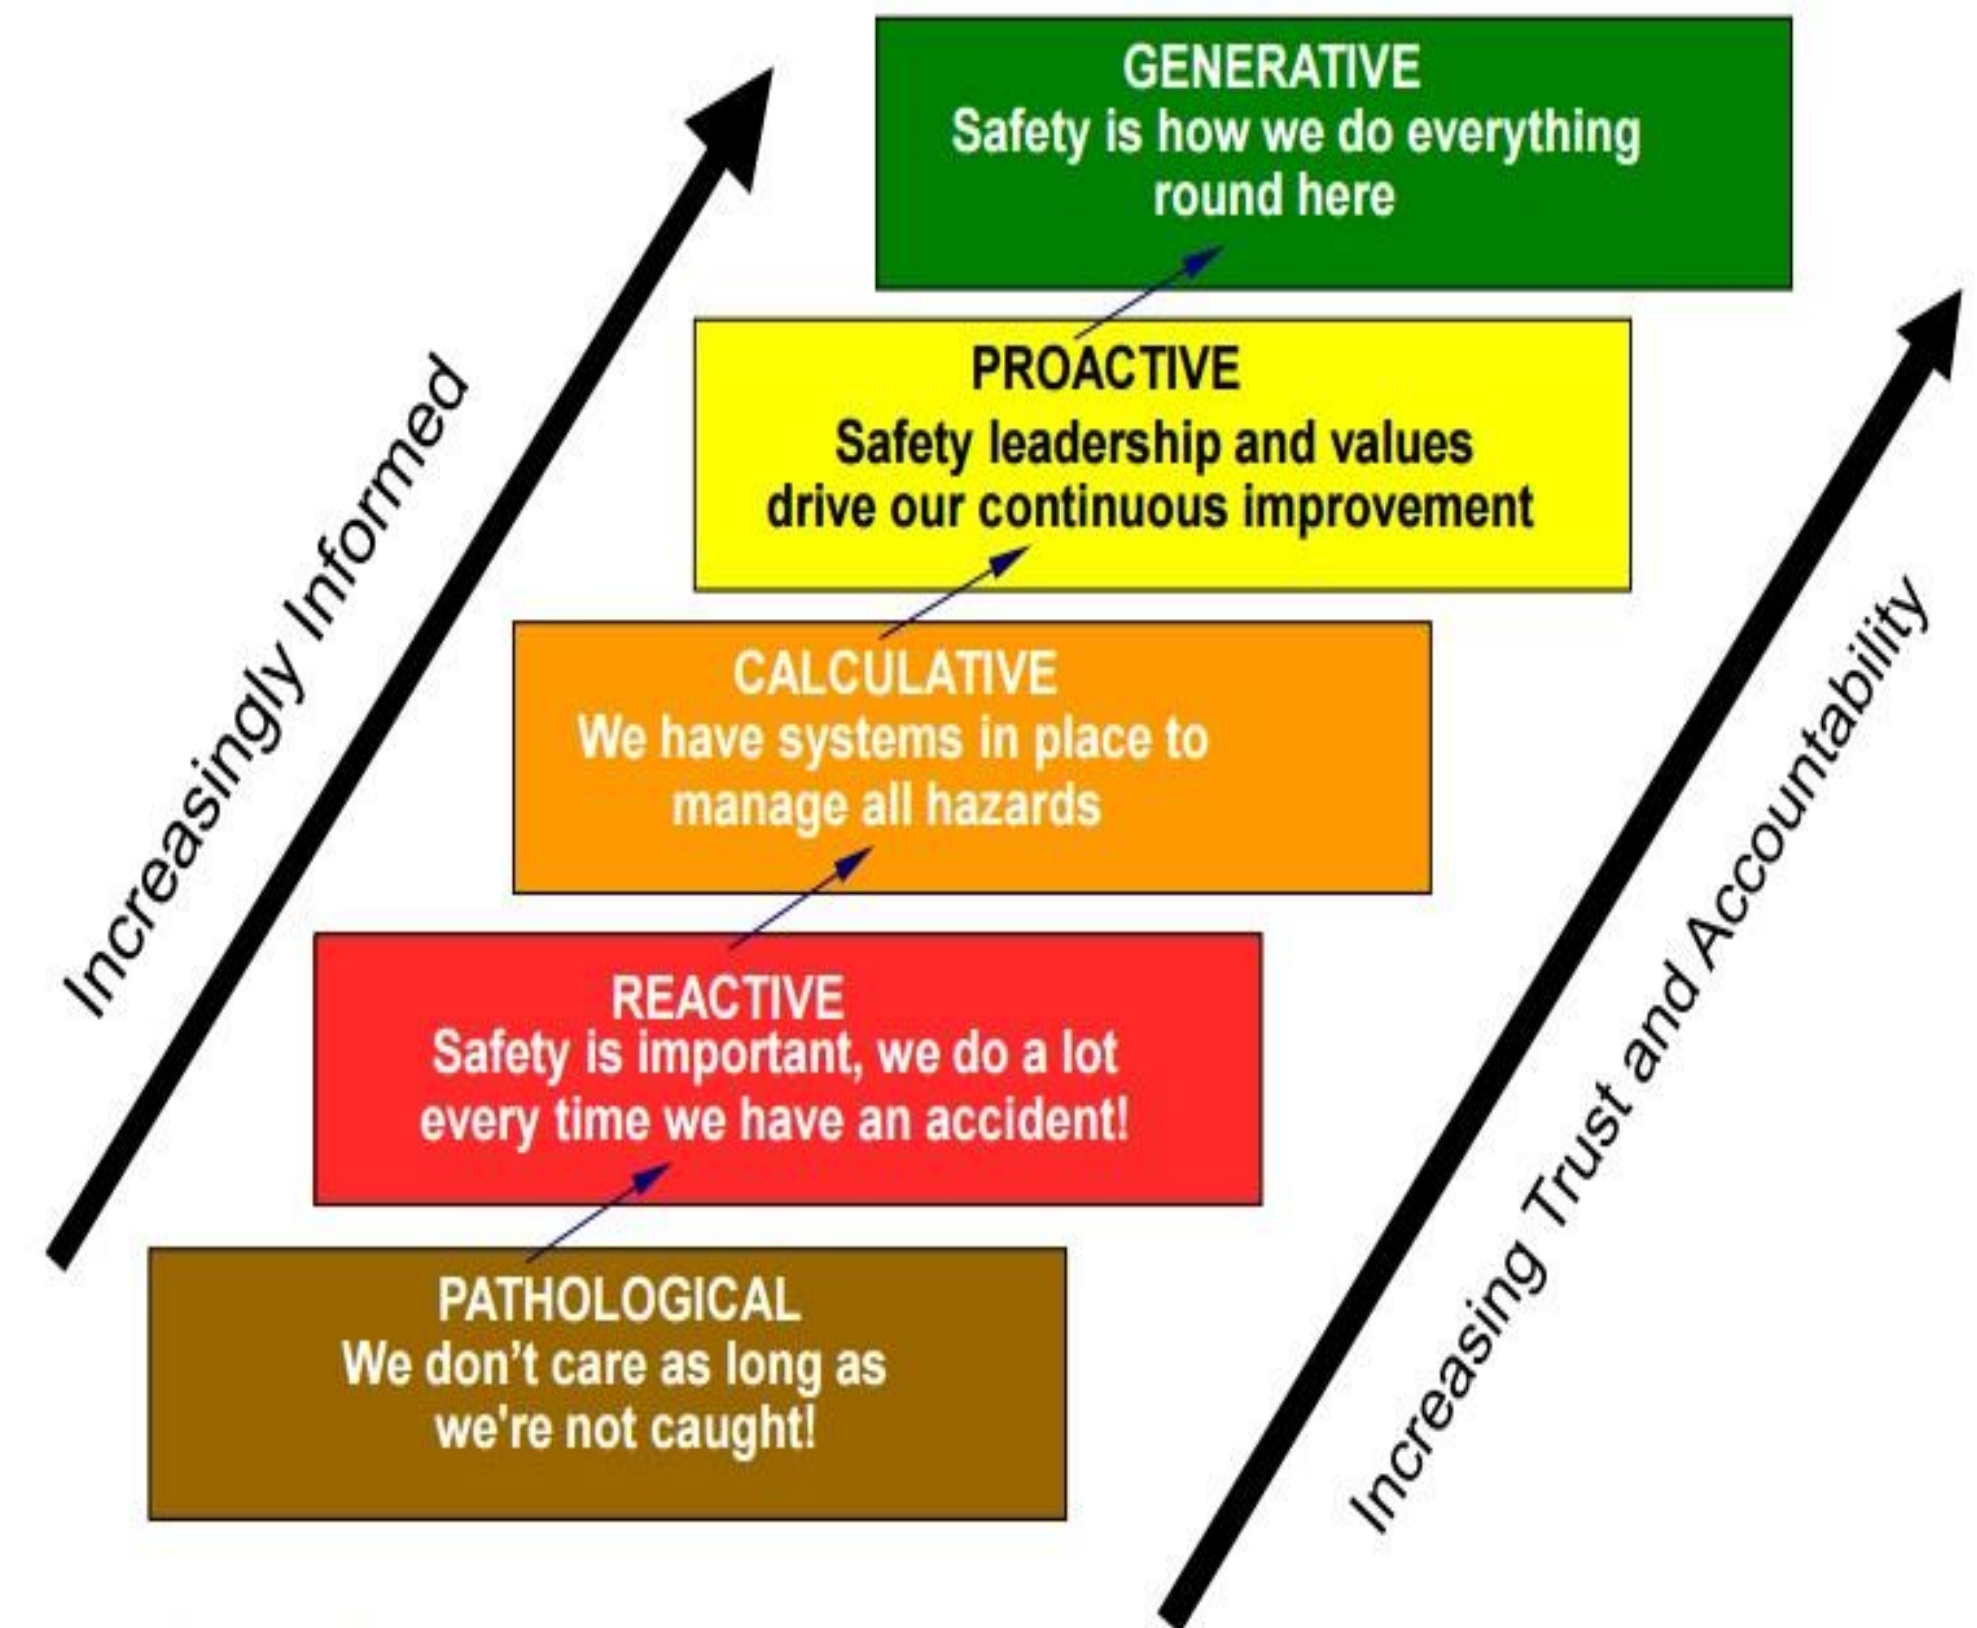 GENERATIVE
Safety is how we do everything
round here
PROACTIVE
Safety leadership and values
drive our continuous improvement
CALCULATIVE
We have systems in place to
manage all hazards
REACTIVE
Safety is important, we do a lot
every time we have an accident!
PATHOLOGICAL
We don't care as long as
we're not caught!
Increasingly Informed
Increasing Trust and Accountability